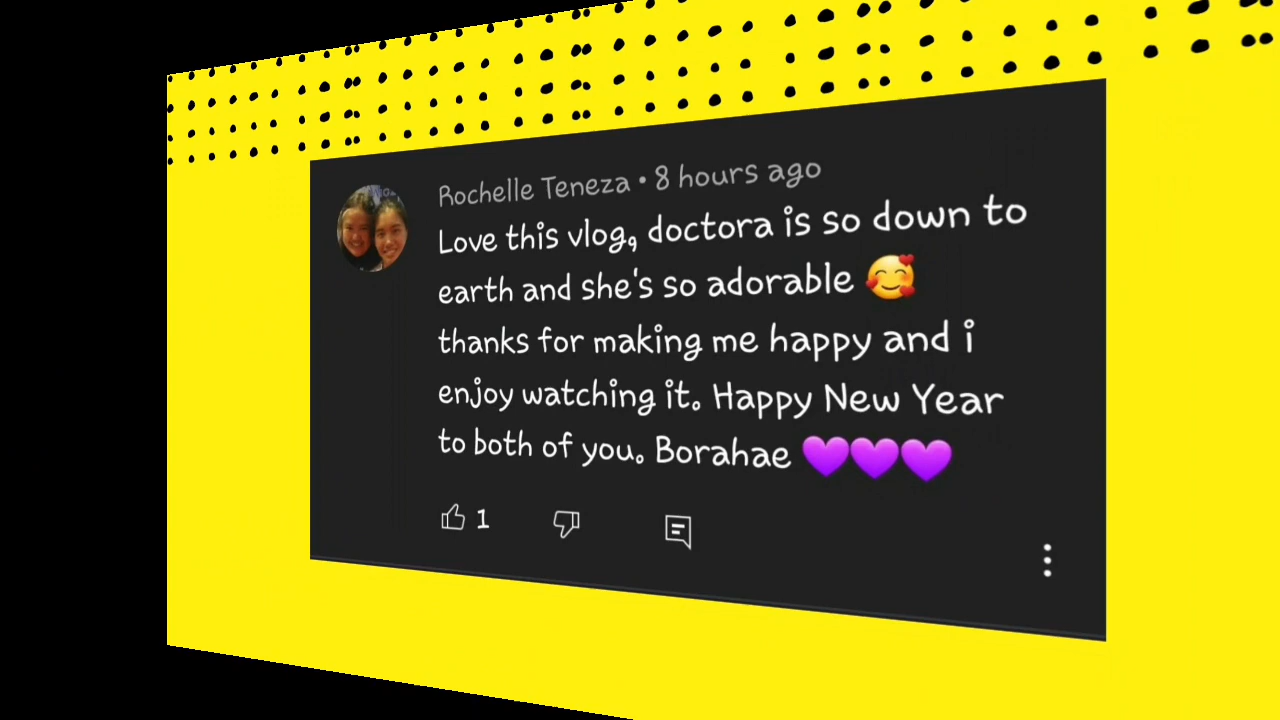 Rochelle Teneza • 8 hours ago
Love this vlog, doctora is so down to
earth and she's so adorable 🥰
thanks for making me happy and i
enjoy watching it. Happy New Year
to both of you. Borahae 💜💜💜
1